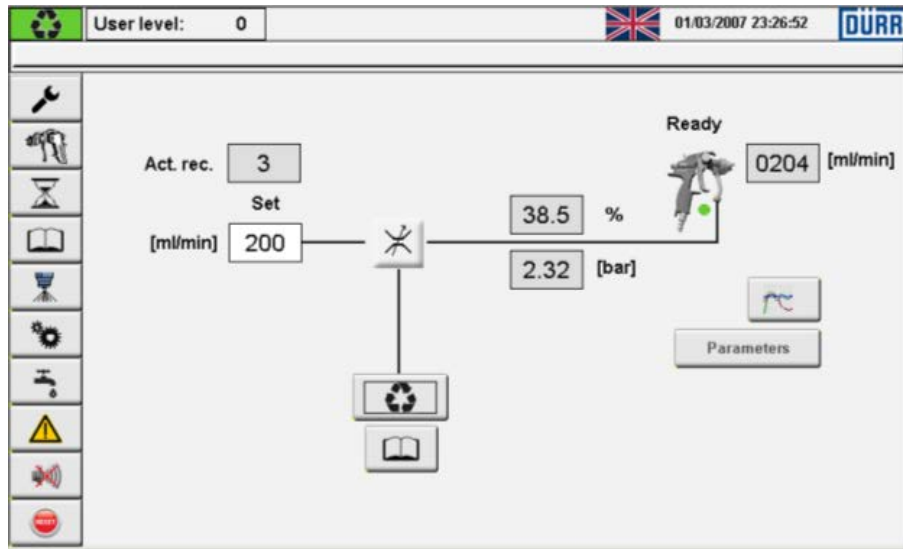 User level: 0
01/03/2007 23:26:52
DÜRR
Ready
Act. rec. 3
0204 [ml/min]
Set
38.5 %
[ml/min] 200
2.32 [bar]
Parameters
RESET